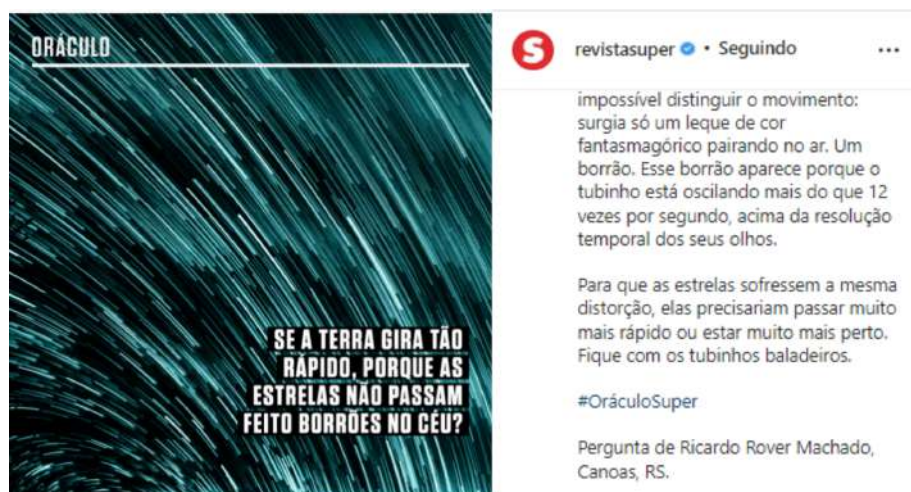 ORÁCULO
SE A TERRA GIRA TÃO
RÁPIDO, PORQUE AS
ESTRELAS NÃO PASSAM
FEITO BORRÕES NO CÉU?
S
revistasuper • Seguindo
impossível distinguir o movimento:
surgia só um leque de cor
fantasmagórico pairando no ar. Um
borrão. Esse borrão aparece porque o
tubinho está oscilando mais do que 12
vezes por segundo, acima da resolução
temporal dos seus olhos.
Para que as estrelas sofressem a mesma
distorção, elas precisariam passar muito
mais rápido ou estar muito mais perto.
Fique com os tubinhos baladeiros.
#OráculoSuper
Pergunta de Ricardo Rover Machado,
Canoas, RS.